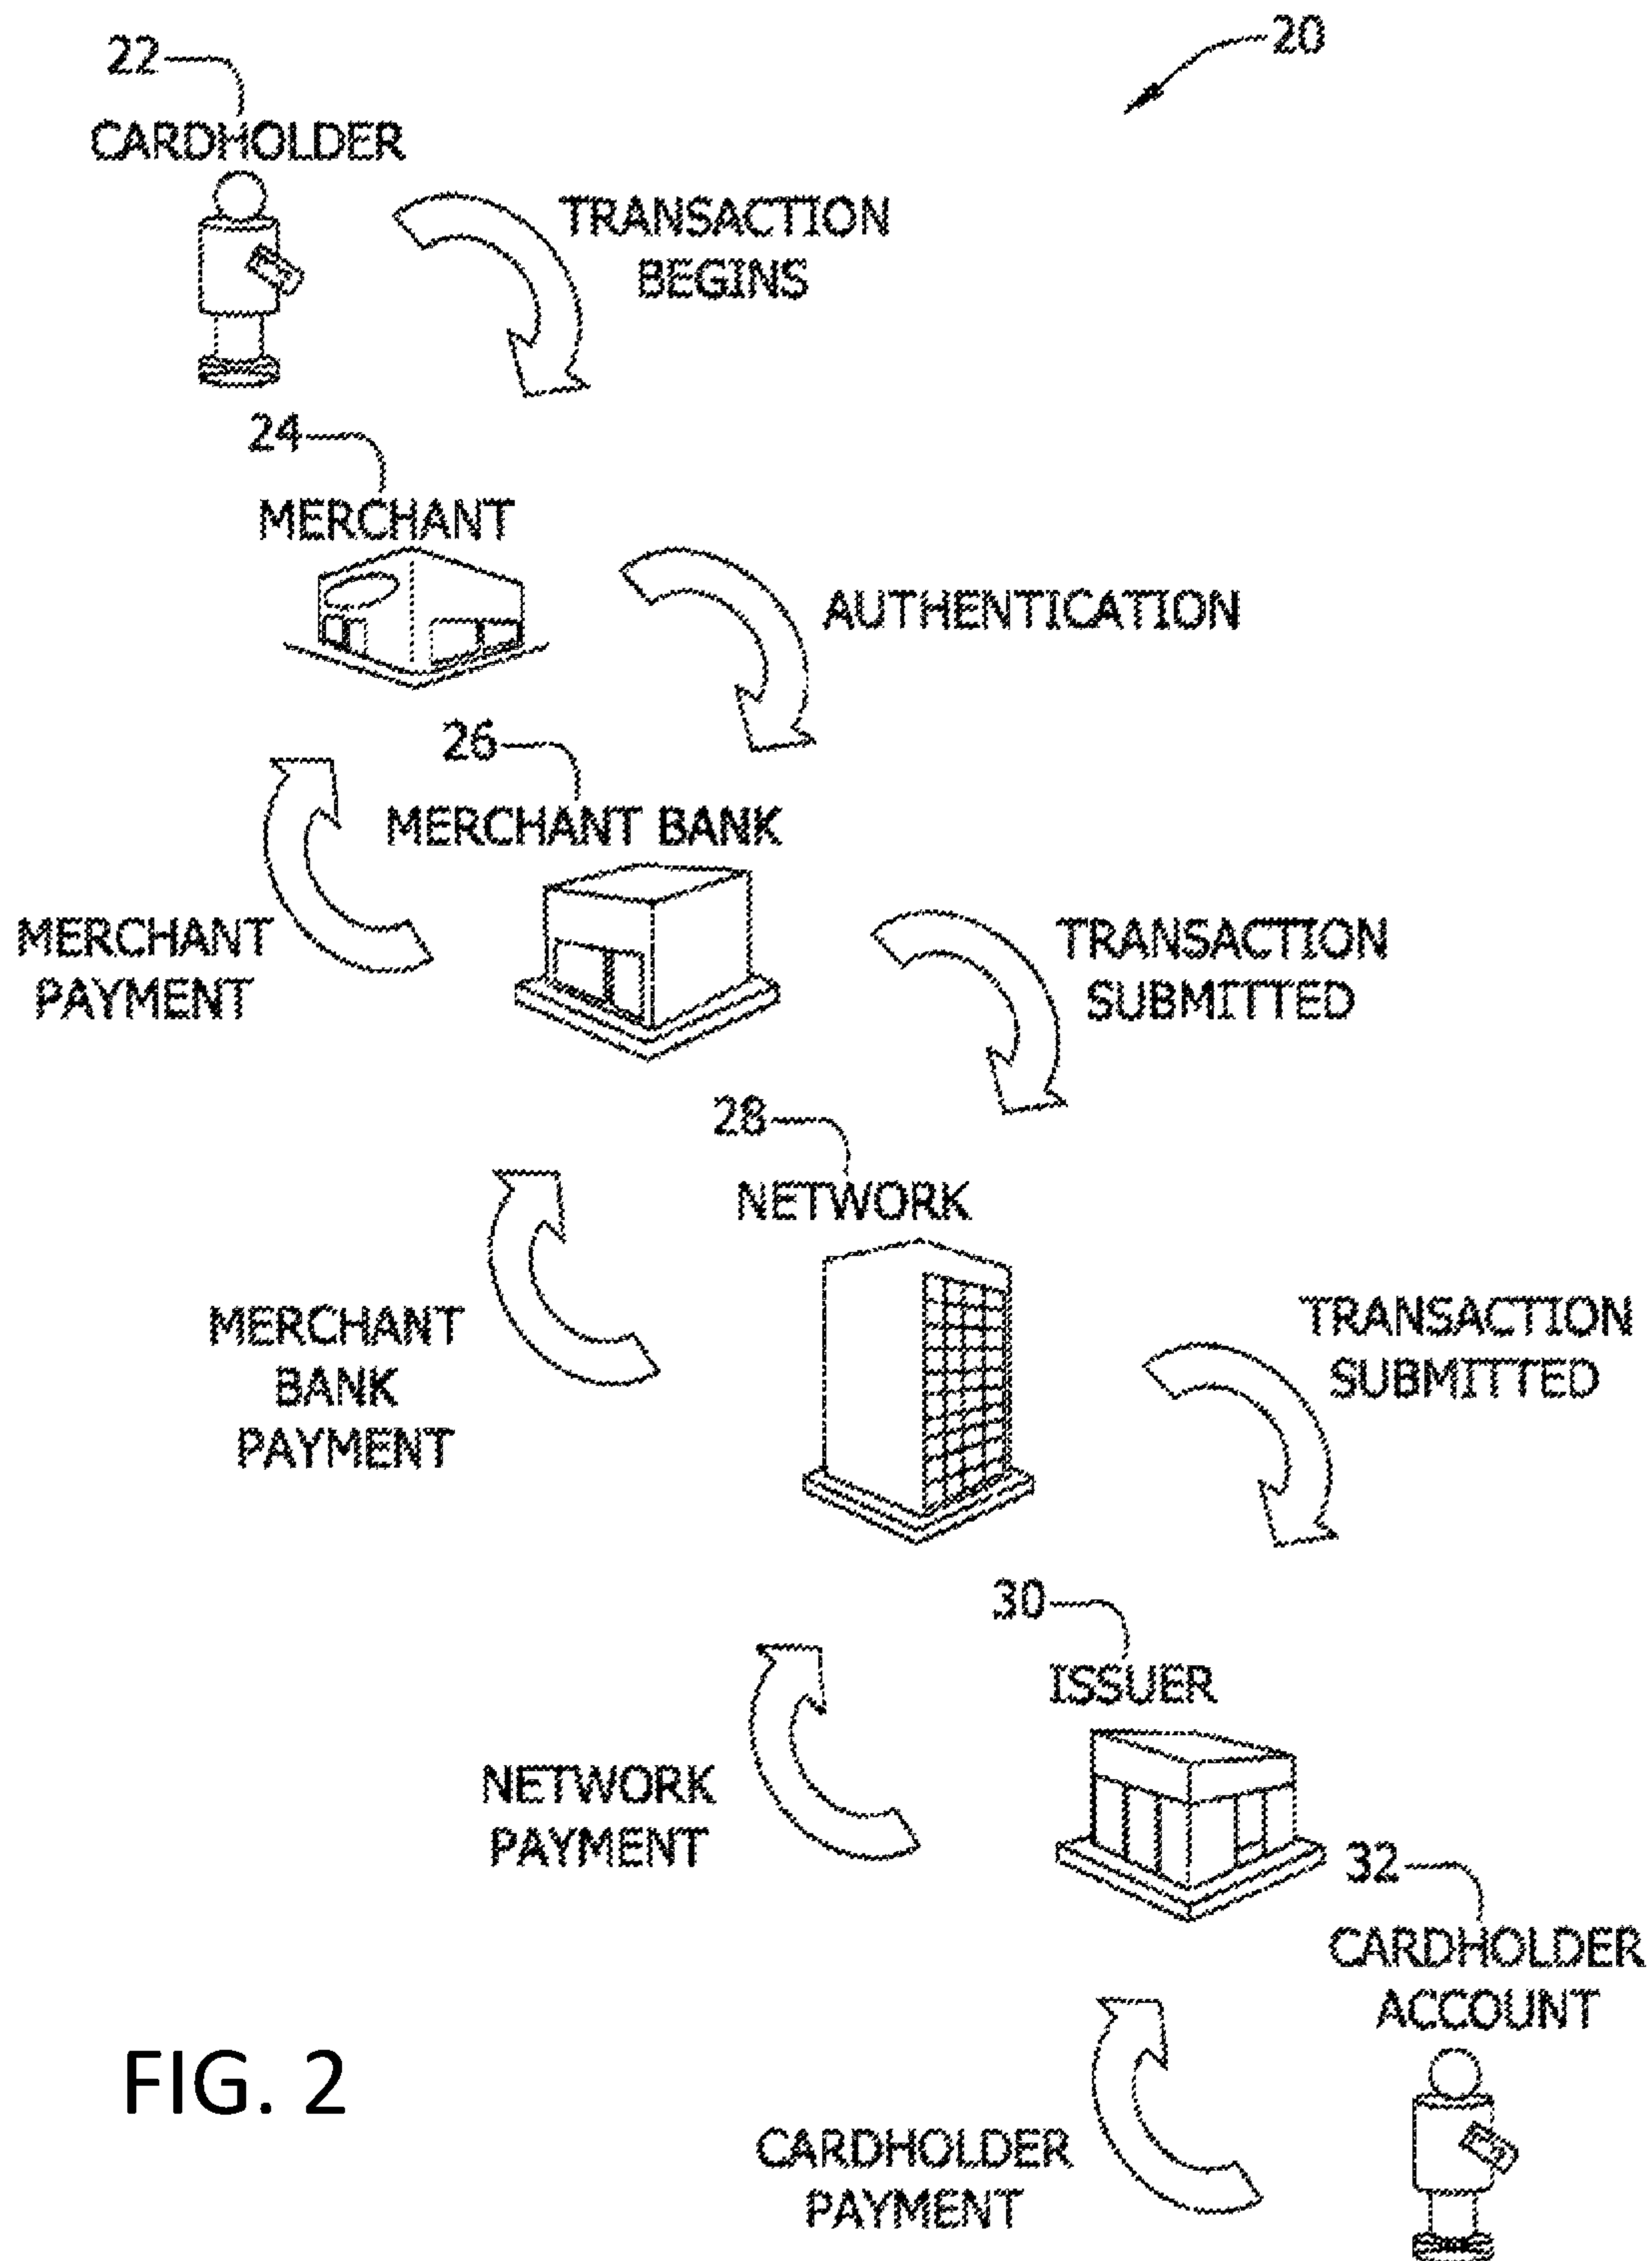 20
22
CARDHOLDER
TRANSACTION
BEGINS
24
MERCHANT
AUTHENTICATION
26
MERCHANT BANK
MERCHANT
PAYMENT
TRANSACTION
SUBMITTED
28
NETWORK
MERCHANT
BANK
PAYMENT
TRANSACTION
SUBMITTED
30
ISSUER
NETWORK
PAYMENT
32
CARDHOLDER
ACCOUNT
CARDHOLDER
PAYMENT
FIG. 2